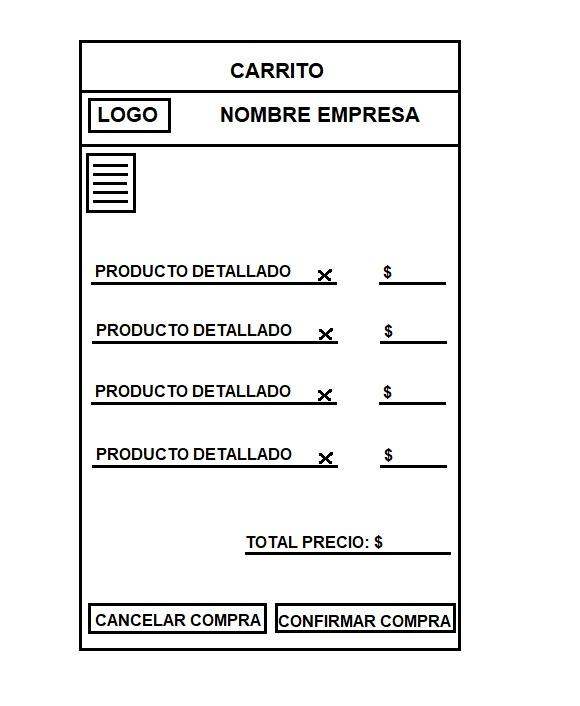 CARRITO
LOGO NOMBRE EMPRESA
PRODUCTO DETALLADO x $
PRODUCTO DETALLADO x $
PRODUCTO DETALLADO x $
PRODUCTO DETALLADO x $
TOTAL PRECIO: $
CANCELAR COMPRA CONFIRMAR COMPRA